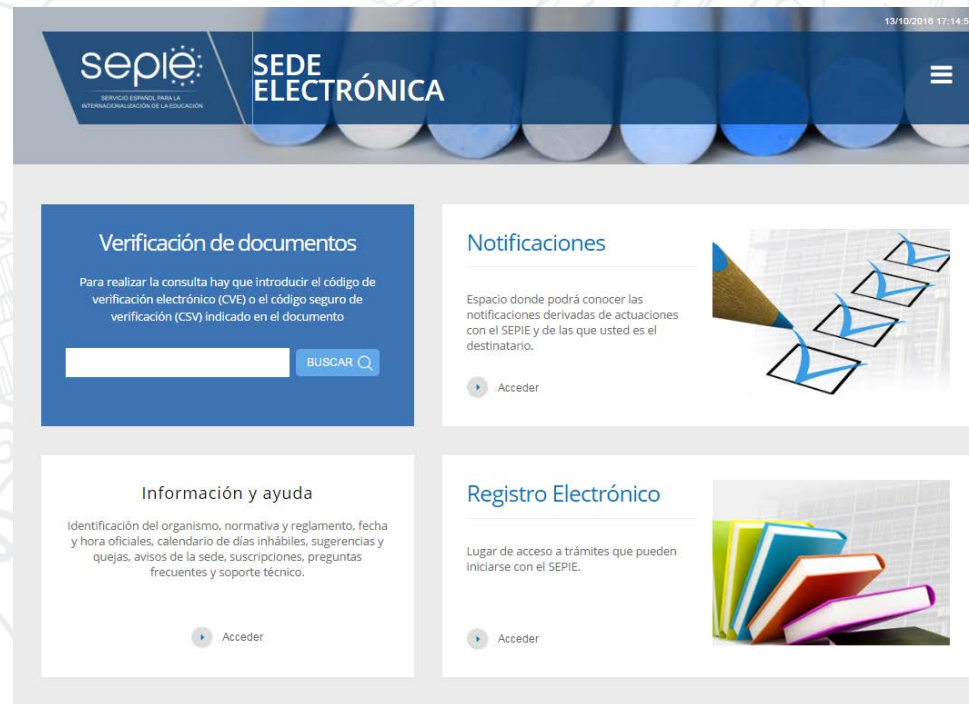 13/10/2016 17:14:5
sepie
SERVICIO ESPAÑOL PARA LA
INTERNACIONALIZACIÓN DE LA EDUCACIÓN
SEDE
ELECTRÓNICA
Verificación de documentos
Para realizar la consulta hay que introducir el código de
verificación electrónico (CVE) o el código seguro de
verificación (CSV) indicado en el documento
BUSCAR
Notificaciones
Espacio donde podrá conocer las
notificaciones derivadas de actuaciones
con el SEPIE y de las que usted es el
destinatario.
Acceder
Información y ayuda
Identificación del organismo, normativa y reglamento, fecha
y hora oficiales, calendario de días inhábiles, sugerencias y
quejas, avisos de la sede, suscripciones, preguntas
frecuentes y soporte técnico.
Acceder
Registro Electrónico
Lugar de acceso a trámites que pueden
iniciarse con el SEPIE.
Acceder